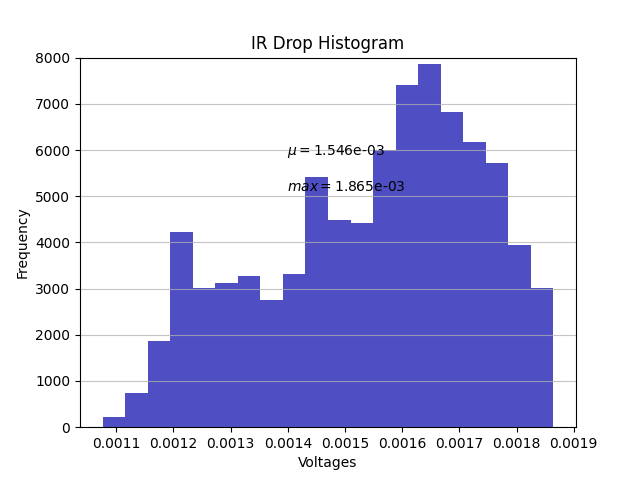 IR Drop Histogram
8000
7000
6000
5000
4000
3000
2000
1000
0
Frequency
μ = 1.546e-03
max = 1.865e-03
0.0011 0.0012 0.0013 0.0014 0.0015 0.0016 0.0017 0.0018 0.0019
Voltages